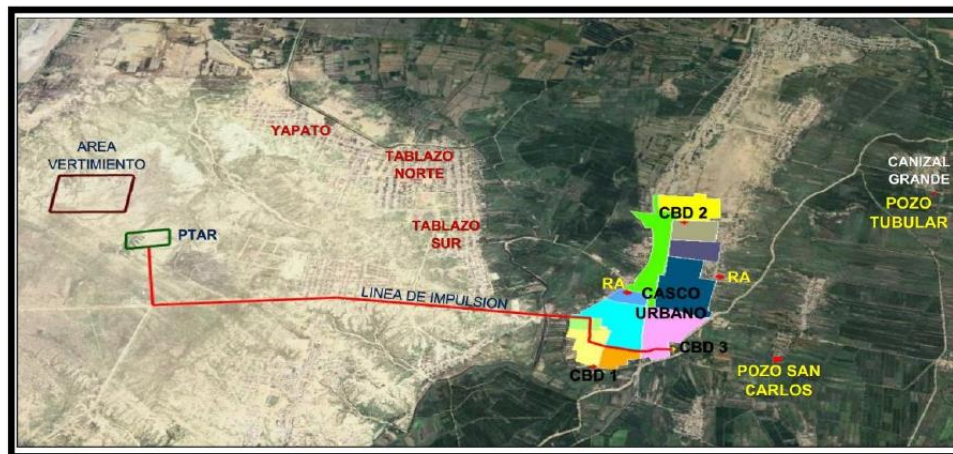 YAPATO
AREA
VERTIMIENTO
TABLAZO
NORTE
CANIZAL
GRANDE
POZO
TUBULAR
CBD 2
PTAR
TABLAZO
SUR
RA
RA
CASCO
URBANO
LINEA DE IMPULSION
CBD 3
CBD 1
POZO SAN
CARLOS